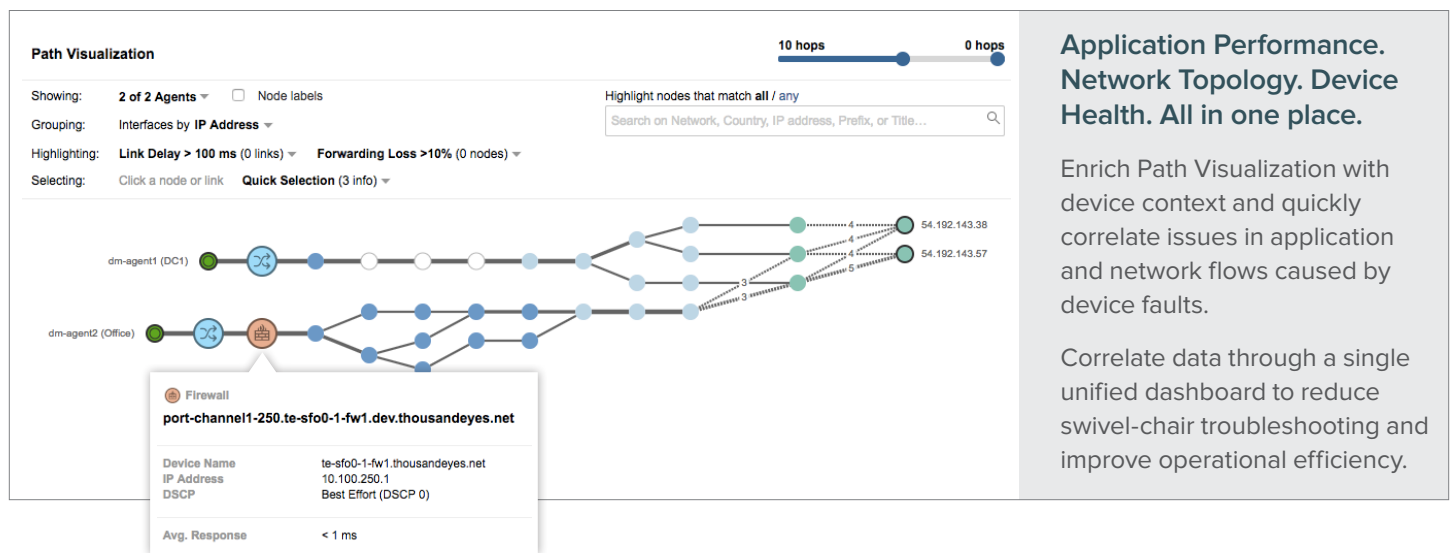 Path Visualization
10 hops
0 hops
Showing: 2 of 2 Agents Node labels
Highlight nodes that match all / any
Grouping: Interfaces by IP Address
Search on Network, Country, IP address, Prefix, or Title...
Highlighting: Link Delay > 100 ms (0 links) Forwarding Loss >10% (0 nodes)
Selecting: Click a node or link Quick Selection (3 info)
4
54.192.143.38
4
dm-agent1 (DC1)
4
54.192.143.57
5
3
3
dm-agent2 (Office)
Firewall
port-channel1-250.te-sfo0-1-fw1.dev.thousandeyes.net
Device Name te-sfo0-1-fw1.thousandeyes.net
IP Address 10.100.250.1
DSCP Best Effort (DSCP 0)
Avg. Response < 1 ms
Application Performance.
Network Topology. Device
Health. All in one place.
Enrich Path Visualization with
device context and quickly
correlate issues in application
and network flows caused by
device faults.
Correlate data through a single
unified dashboard to reduce
swivel-chair troubleshooting and
improve operational efficiency.